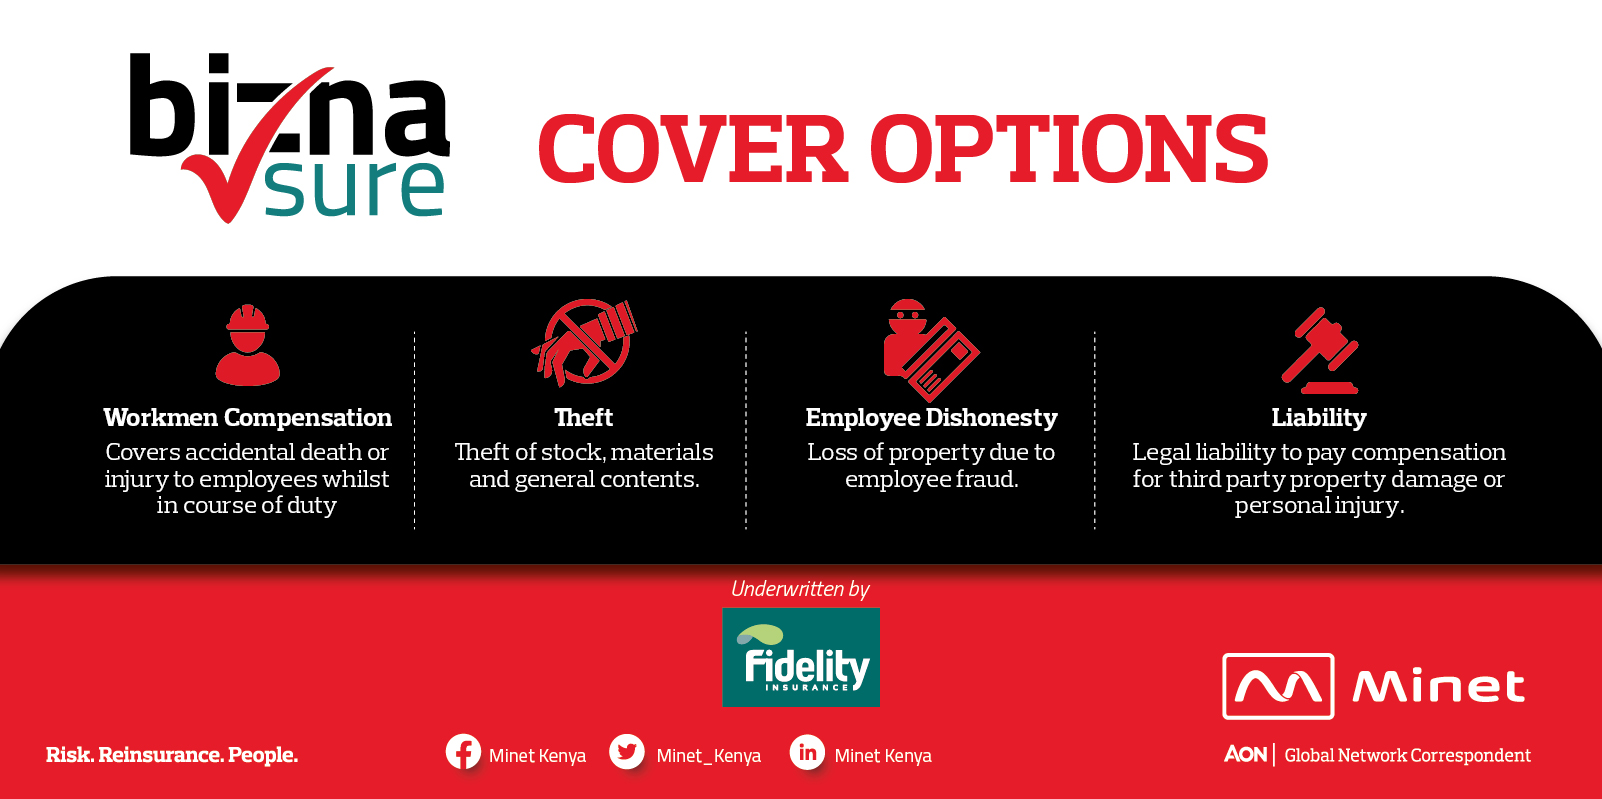 bizna
sure
COVER OPTIONS
Workmen Compensation
Covers accidental death or
injury to employees whilst
in course of duty
Theft
Theft of stock, materials
and general contents.
Employee Dishonesty
Loss of property due to
employee fraud.
Liability
Legal liability to pay compensation
for third party property damage or
personal injury.
Underwritten by
Fidelity
INSURANCE
Minet
Risk. Reinsurance. People.
Minet Kenya
Minet_Kenya
in
Minet Kenya
AON | Global Network Correspondent